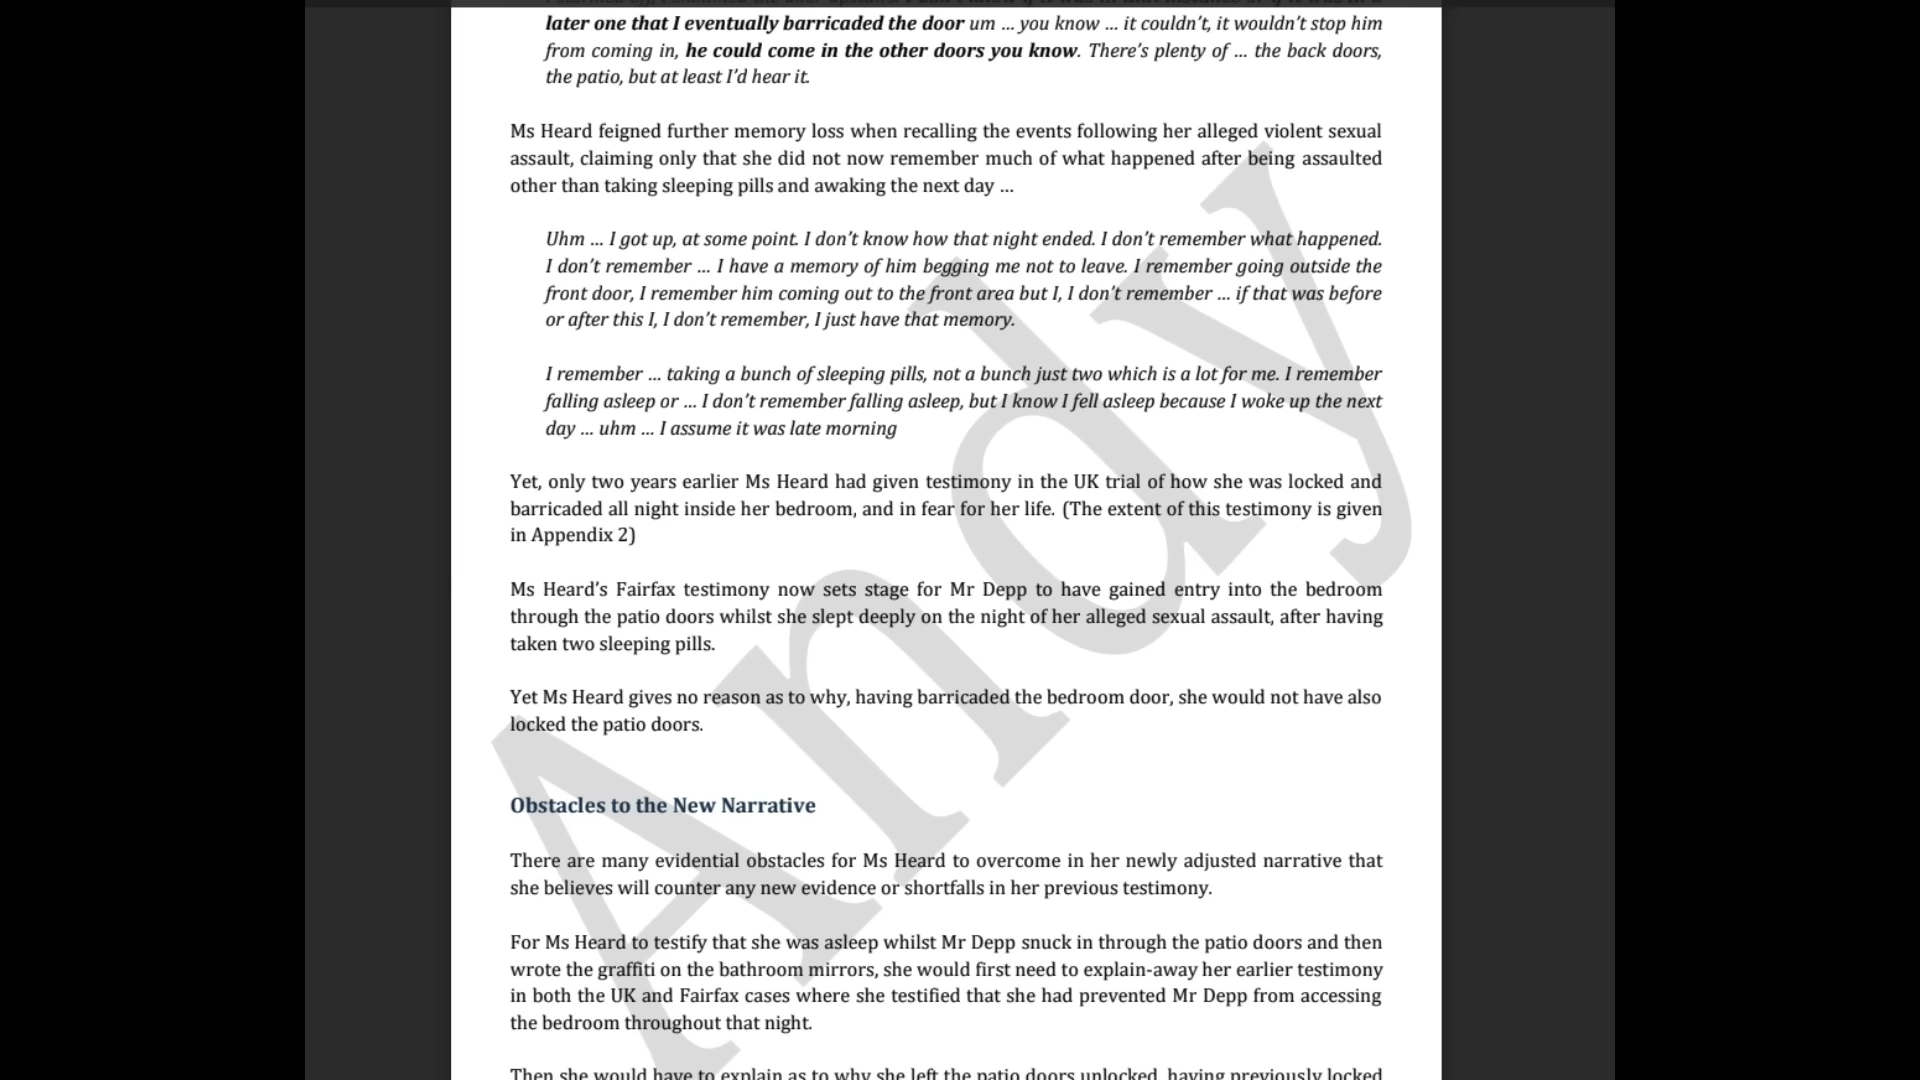 later one that I eventually barricaded the door um ... you know ... it couldn't, it wouldn't stop him
from coming in, he could come in the other doors you know. There's plenty of ... the back doors,
the patio, but at least I'd hear it.
Ms Heard feigned further memory loss when recalling the events following her alleged violent sexual
assault, claiming only that she did not now remember much of what happened after being assaulted
other than taking sleeping pills and awaking the next day ...
Uhm ... I got up, at some point. I don't know how that night ended. I don't remember what happened.
I don't remember ... I have a memory of him begging me not to leave. I remember going outside the
front door, I remember him coming out to the front area but I, I don't remember ... if that was before
or after this I, I don't remember, I just have that memory.
I remember ... taking a bunch of sleeping pills, not a bunch just two which is a lot for me. I remember
falling asleep or ... I don't remember falling asleep, but I know I fell asleep because I woke up the next
day ... uhm ... I assume it was late morning
Yet, only two years earlier Ms Heard had given testimony in the UK trial of how she was locked and
barricaded all night inside her bedroom, and in fear for her life. (The extent of this testimony is given
in Appendix 2)
Ms Heard's Fairfax testimony now sets stage for Mr Depp to have gained entry into the bedroom
through the patio doors whilst she slept deeply on the night of her alleged sexual assault, after having
taken two sleeping pills.
Yet Ms Heard gives no reason as to why, having barricaded the bedroom door, she would not have also
locked the patio doors.
Obstacles to the New Narrative
There are many evidential obstacles for Ms Heard to overcome in her newly adjusted narrative that
she believes will counter any new evidence or shortfalls in her previous testimony.
For Ms Heard to testify that she was asleep whilst Mr Depp snuck in through the patio doors and then
wrote the graffiti on the bathroom mirrors, she would first need to explain-away her earlier testimony
in both the UK and Fairfax cases where she testified that she had prevented Mr Depp from accessing
the bedroom throughout that night.
Then she would have to explain as to why she left the patio doors unlocked, having previously locked
Andy